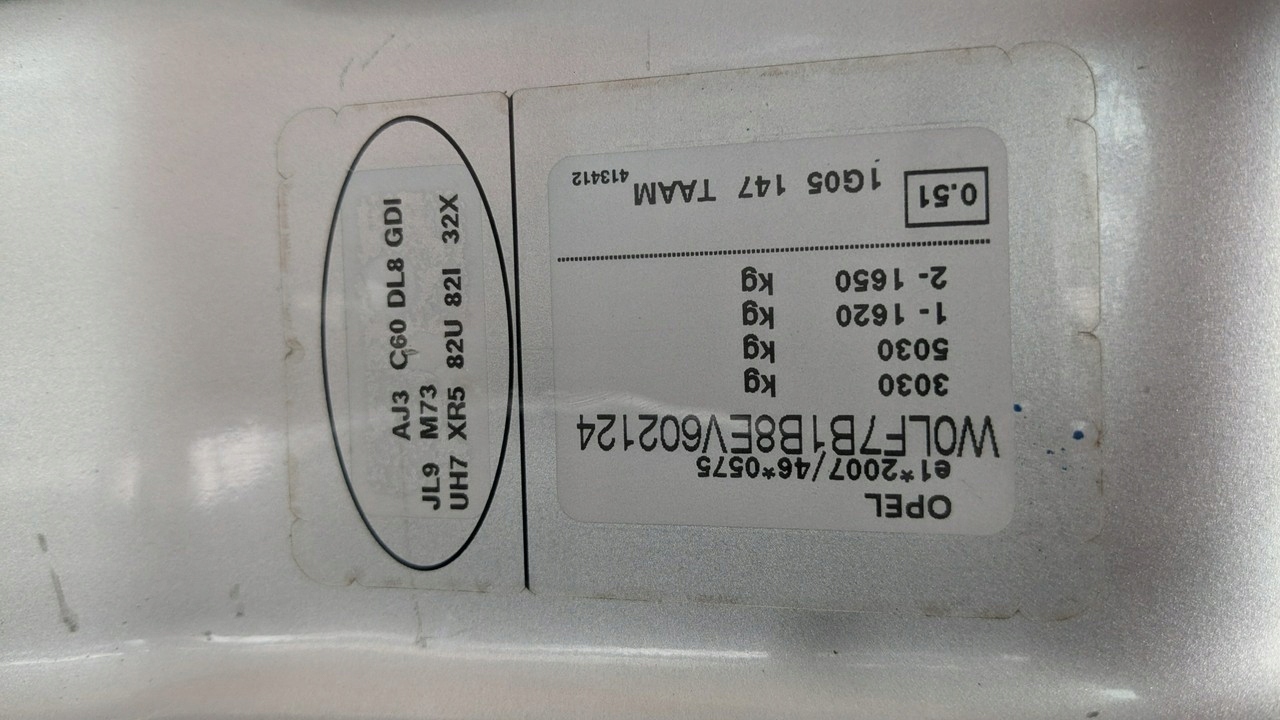 OPEL
e1*2007/46*0575
W0LF7B1B8EV602124
3030 kg
5030 kg
1- 1620 kg
2- 1650 kg
0.51 1G05 147 TAAM 413412
AJ3 C60 DL8 GDI
JL9 M73
UH7 XR5 82U 82I 32X